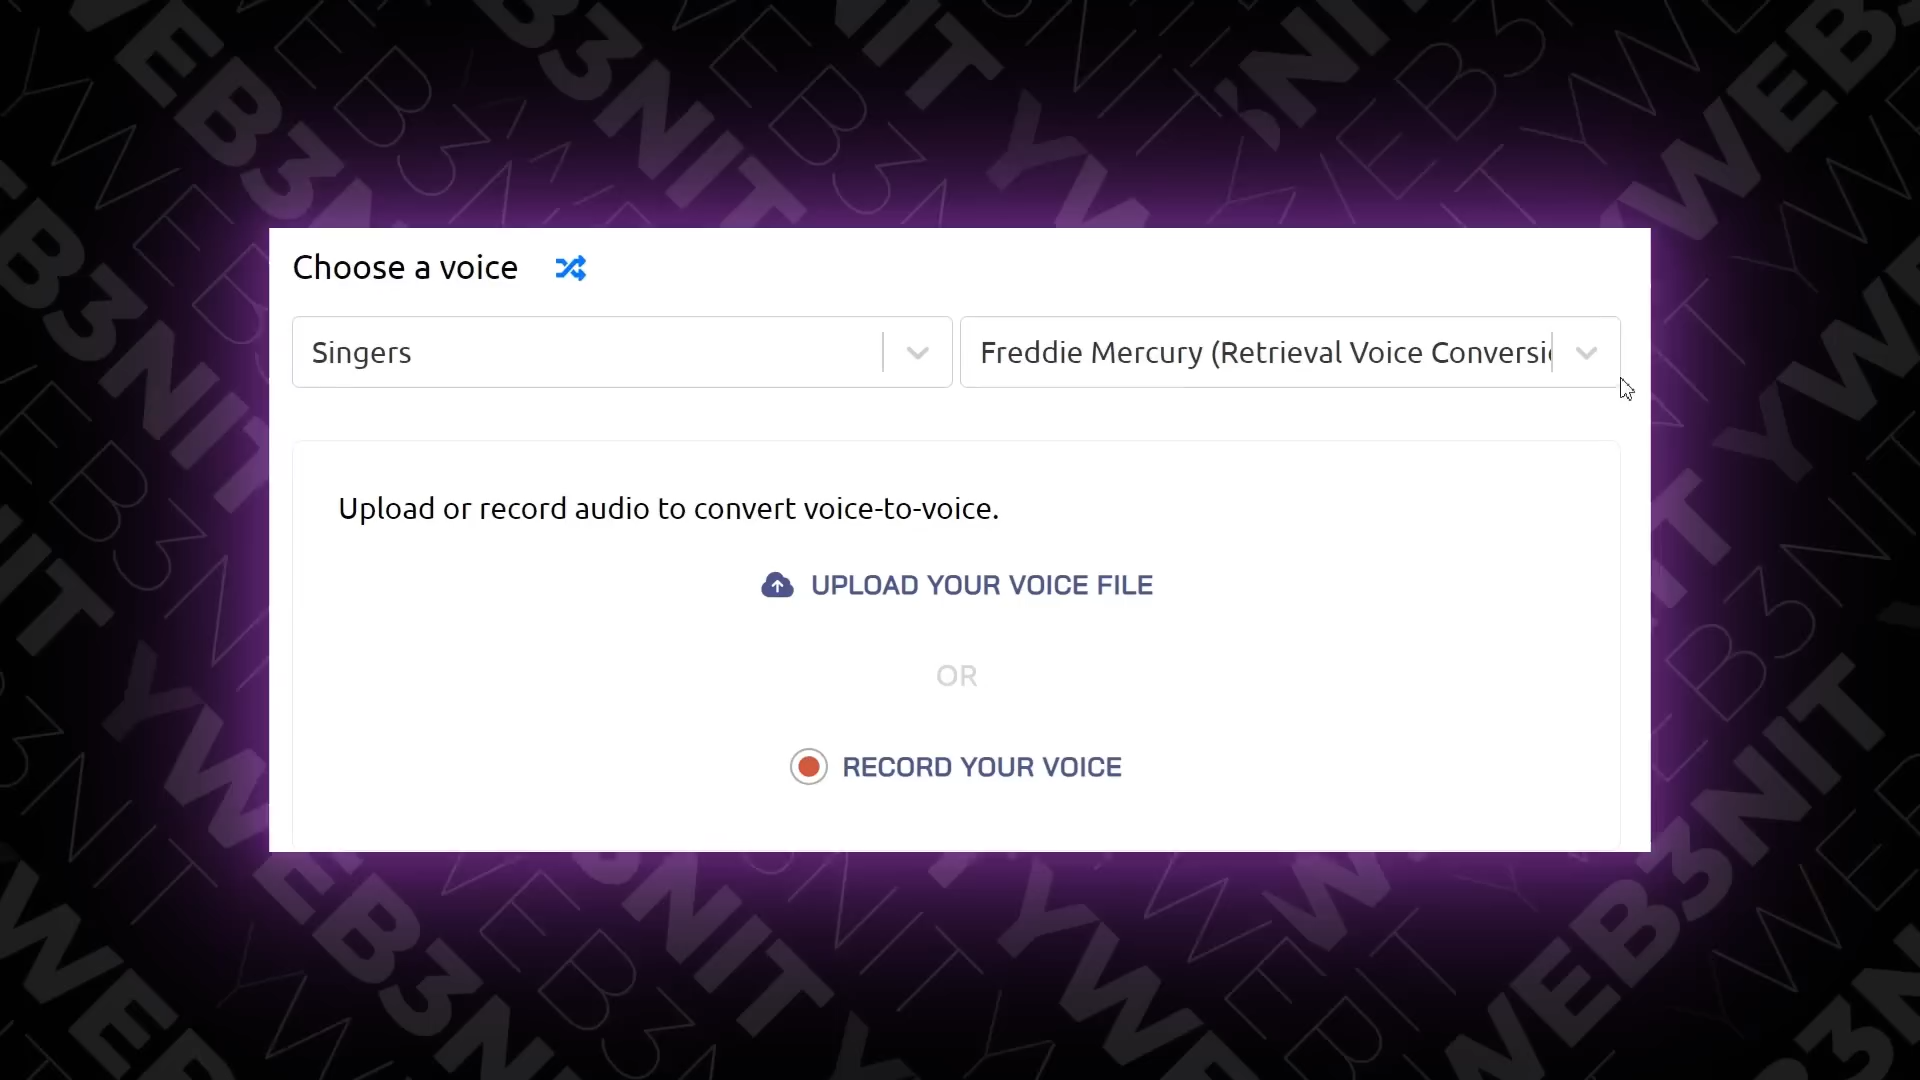 Choose a voice
Singers
Freddie Mercury (Retrieval Voice Conversi
Upload or record audio to convert voice-to-voice.
UPLOAD YOUR VOICE FILE
OR
RECORD YOUR VOICE